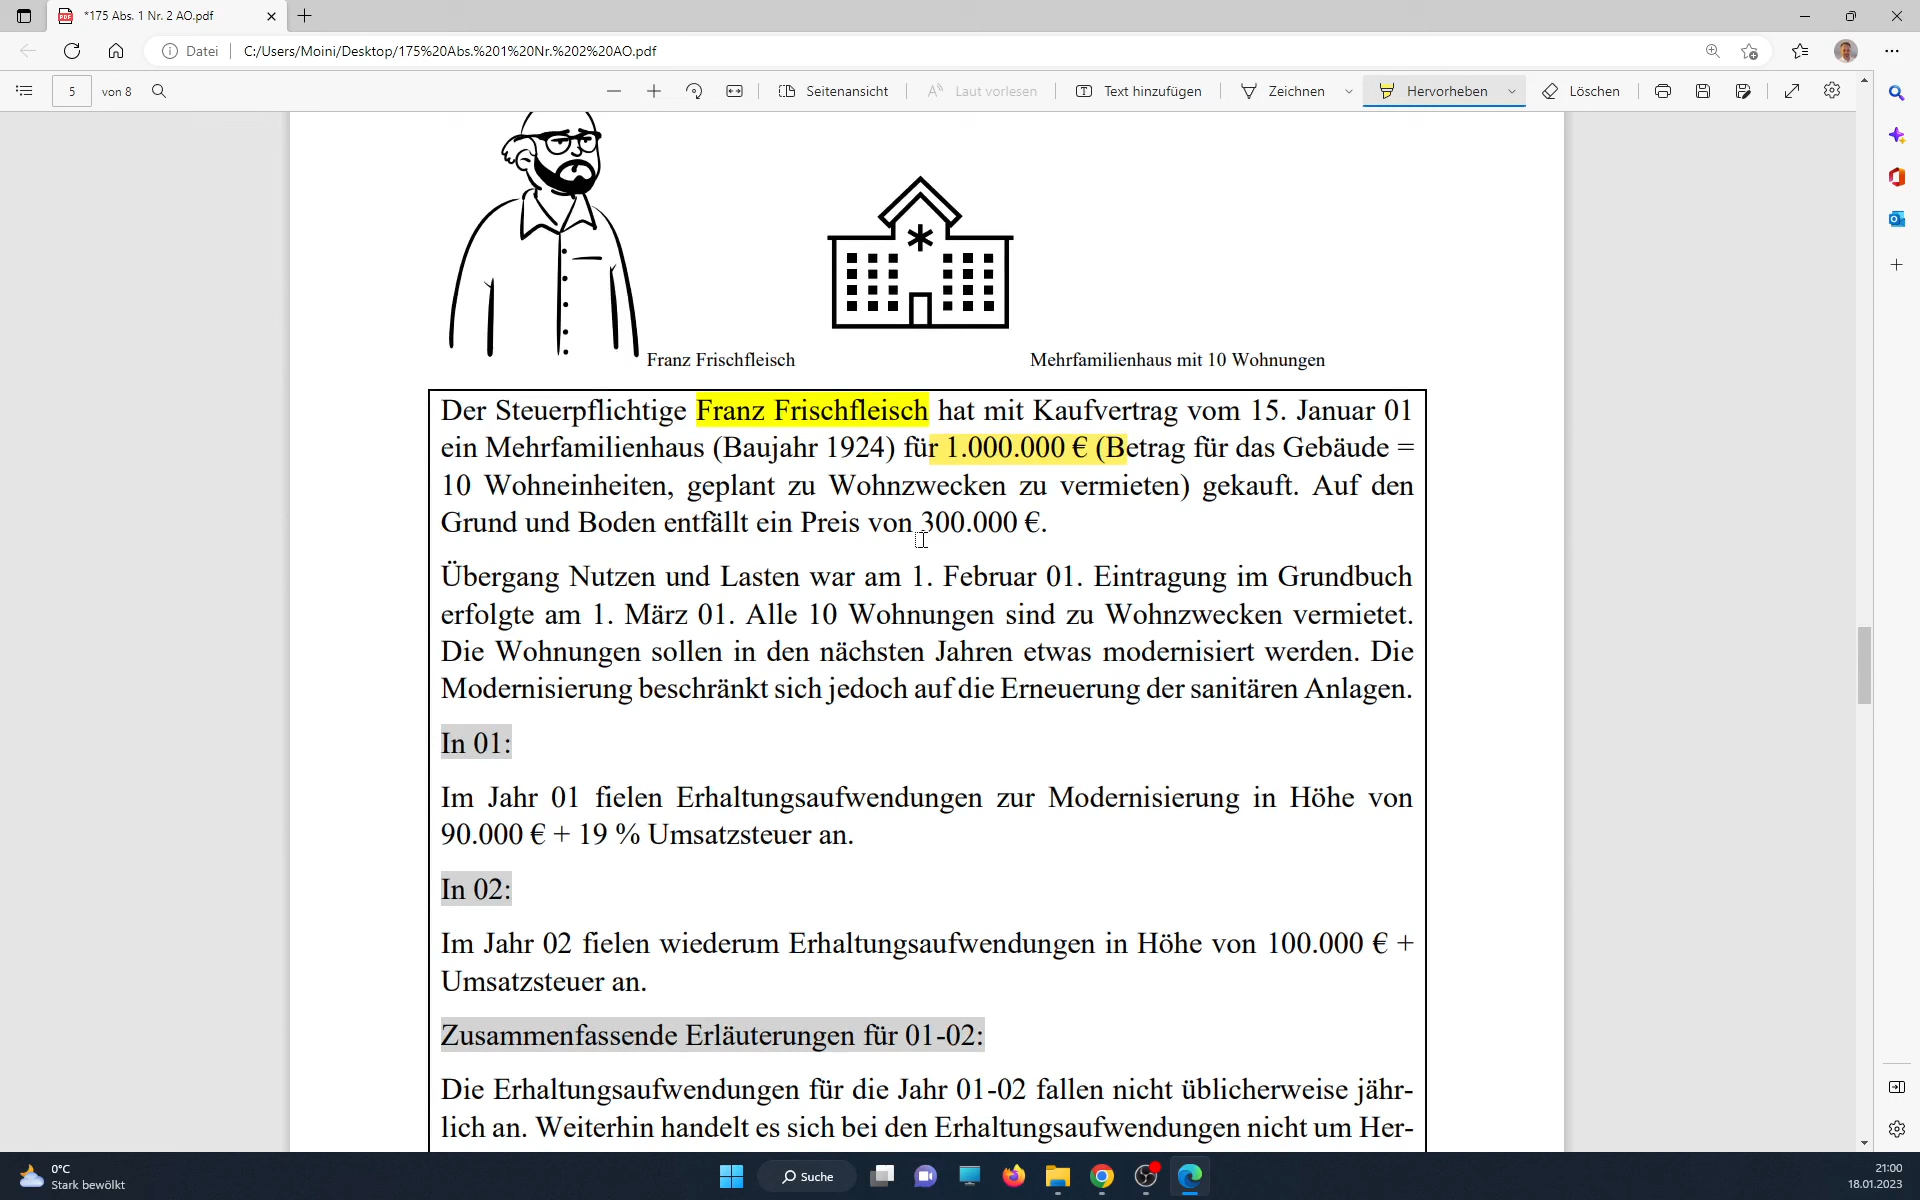 *175 Abs. 1 Nr. 2 AO.pdf
Datei
C:/Users/Moini/Desktop/175%20Abs.%201%20Nr.%202%20AO.pdf
5 von 8
Seitenansicht
Laut vorlesen
Text hinzufügen
Zeichnen
Hervorheben
Löschen
Franz Frischfleisch
Mehrfamilienhaus mit 10 Wohnungen
Der Steuerpflichtige Franz Frischfleisch hat mit Kaufvertrag vom 15. Januar 01
ein Mehrfamilienhaus (Baujahr 1924) für 1.000.000 € (Betrag für das Gebäude =
10 Wohneinheiten, geplant zu Wohnzwecken zu vermieten) gekauft. Auf den
Grund und Boden entfällt ein Preis von 300.000 €.
Übergang Nutzen und Lasten war am 1. Februar 01. Eintragung im Grundbuch
erfolgte am 1. März 01. Alle 10 Wohnungen sind zu Wohnzwecken vermietet.
Die Wohnungen sollen in den nächsten Jahren etwas modernisiert werden. Die
Modernisierung beschränkt sich jedoch auf die Erneuerung der sanitären Anlagen.
In 01:
Im Jahr 01 fielen Erhaltungsaufwendungen zur Modernisierung in Höhe von
90.000 € + 19 % Umsatzsteuer an.
In 02:
Im Jahr 02 fielen wiederum Erhaltungsaufwendungen in Höhe von 100.000 € +
Umsatzsteuer an.
Zusammenfassende Erläuterungen für 01-02:
Die Erhaltungsaufwendungen für die Jahr 01-02 fallen nicht üblicherweise jähr-
lich an. Weiterhin handelt es sich bei den Erhaltungsaufwendungen nicht um Her-
0°C
Stark bewölkt
Suche
21:00
18.01.2023